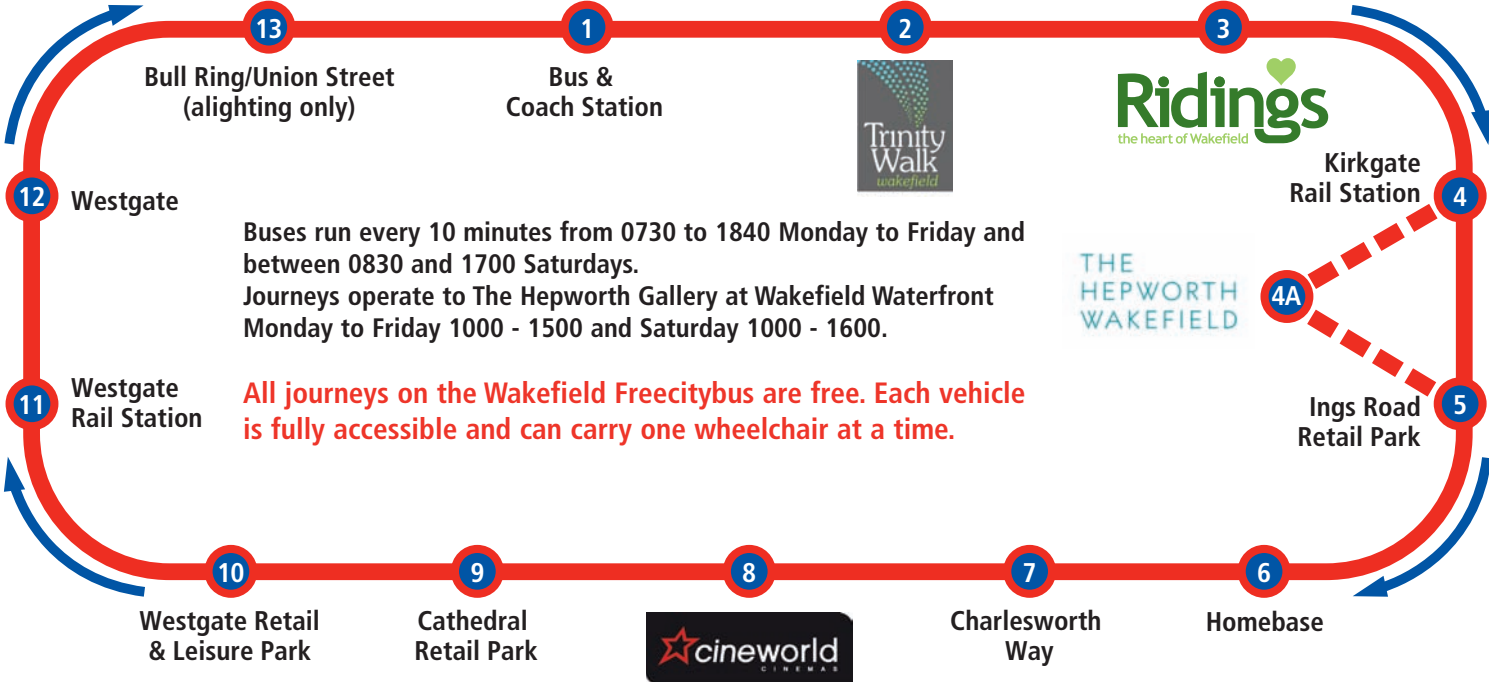 13
Bull Ring/Union Street
(alighting only)
1
Bus &
Coach Station
2
Trinity
Walk
wakefield
3
Ridings
the heart of Wakefield
Kirkgate
Rail Station
4
12
Westgate
Buses run every 10 minutes from 0730 to 1840 Monday to Friday and
between 0830 and 1700 Saturdays.
Journeys operate to The Hepworth Gallery at Wakefield Waterfront
Monday to Friday 1000 - 1500 and Saturday 1000 - 1600.
THE
HEPWORTH
WAKEFIELD
4A
11
Westgate
Rail Station
All journeys on the Wakefield Freecitybus are free. Each vehicle
is fully accessible and can carry one wheelchair at a time.
Ings Road
Retail Park
5
10
Westgate Retail
& Leisure Park
9
Cathedral
Retail Park
8
cineworld
CINEMAS
7
Charlesworth
Way
6
Homebase